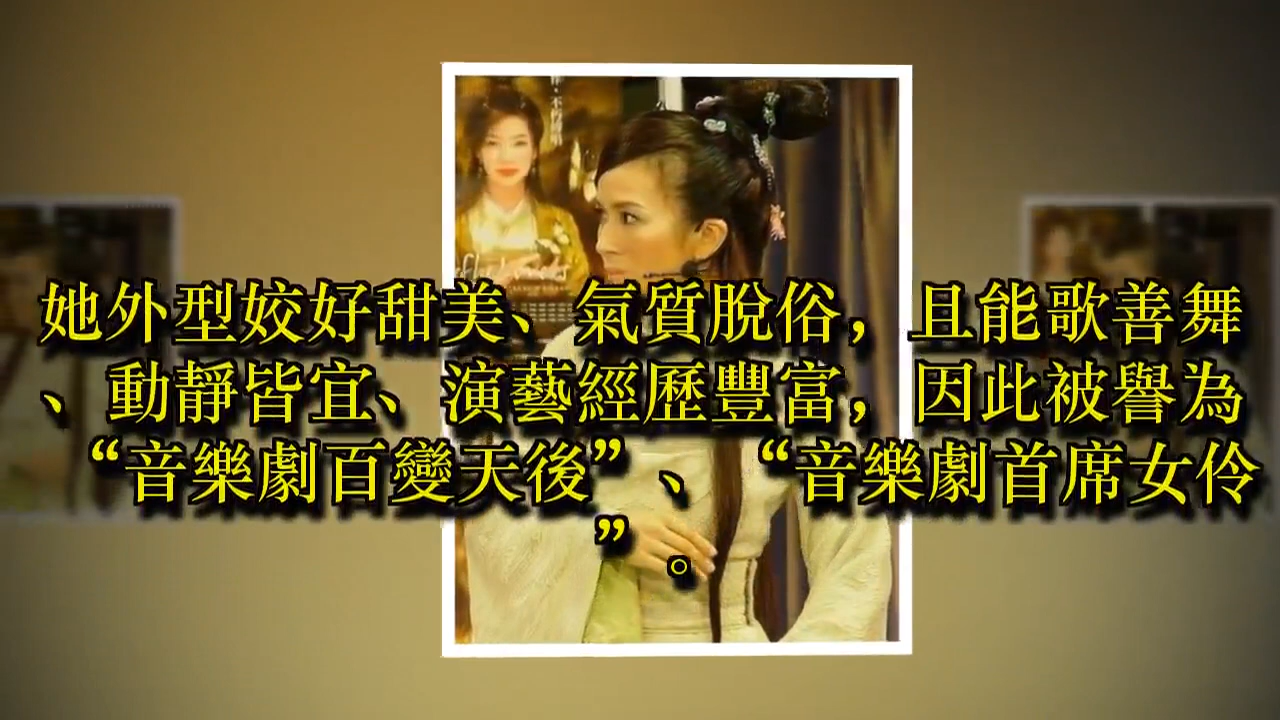 她外型姣好甜美、氣質脫俗，且能歌善舞
、動靜皆宜、演藝經歷豐富，因此被譽為
“音樂劇百變天後”、“音樂劇首席女伶
”。